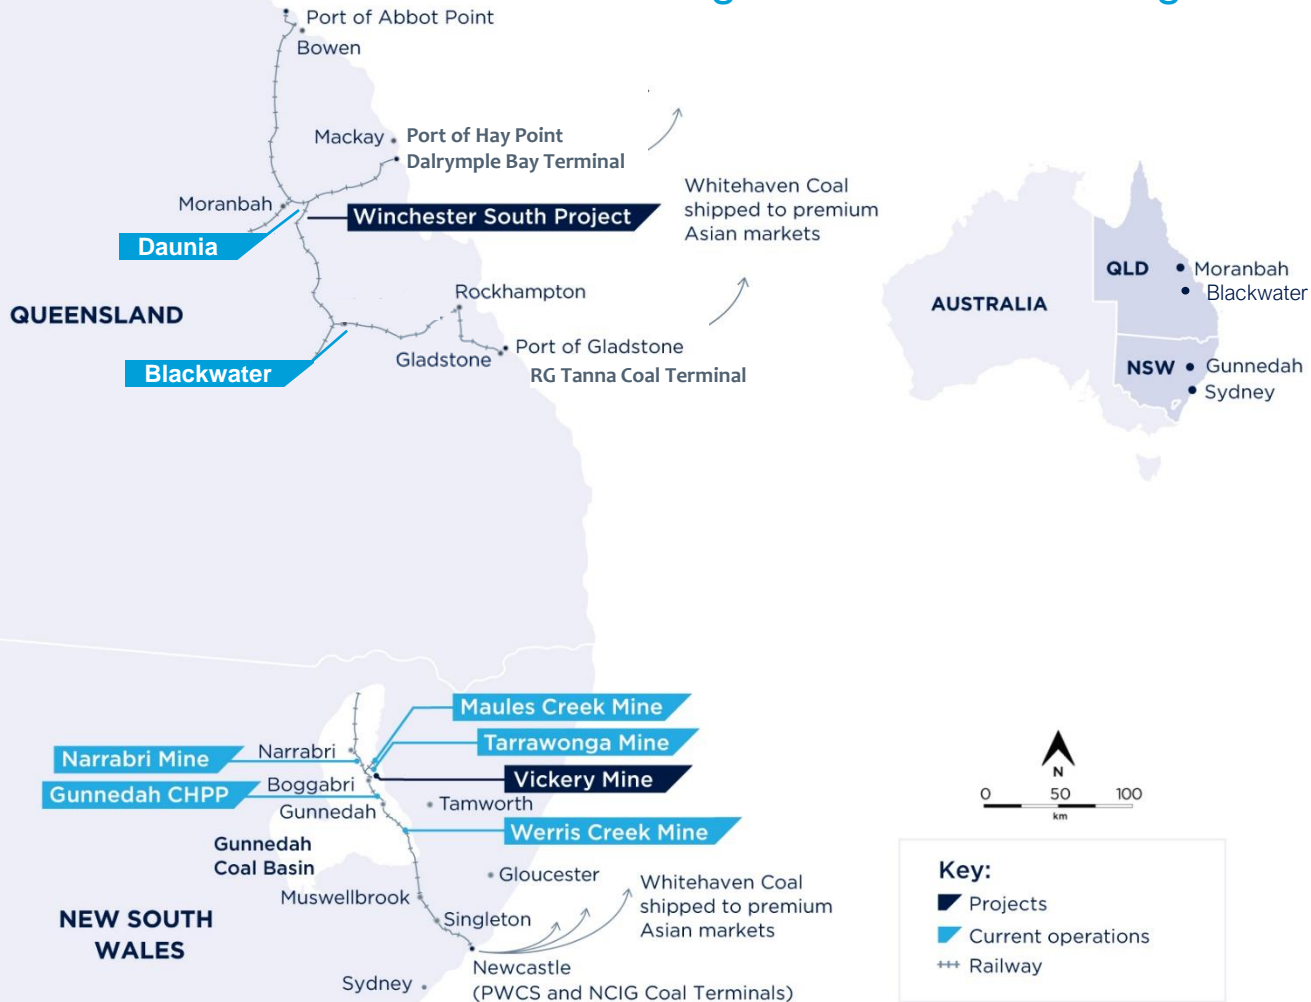 Port of Abbot Point
Bowen
Mackay
Port of Hay Point
Dalrymple Bay Terminal
Moranbah
Winchester South Project
Daunia
Whitehaven Coal
shipped to premium
Asian markets
QUEENSLAND
Rockhampton
Gladstone
Port of Gladstone
RG Tanna Coal Terminal
Blackwater
AUSTRALIA
QLD
Moranbah
Blackwater
NSW
Gunnedah
Sydney
Maules Creek Mine
Tarrawonga Mine
Narrabri Mine
Narrabri
Vickery Mine
Gunnedah CHPP
Boggabri
Gunnedah
Tamworth
Werris Creek Mine
Gunnedah
Coal Basin
Gloucester
Muswellbrook
Singleton
Whitehaven Coal
shipped to premium
Asian markets
NEW SOUTH
WALES
Newcastle
(PWCS and NCIG Coal Terminals)
Sydney
N
0 50 100
km
Key:
Projects
Current operations
Railway